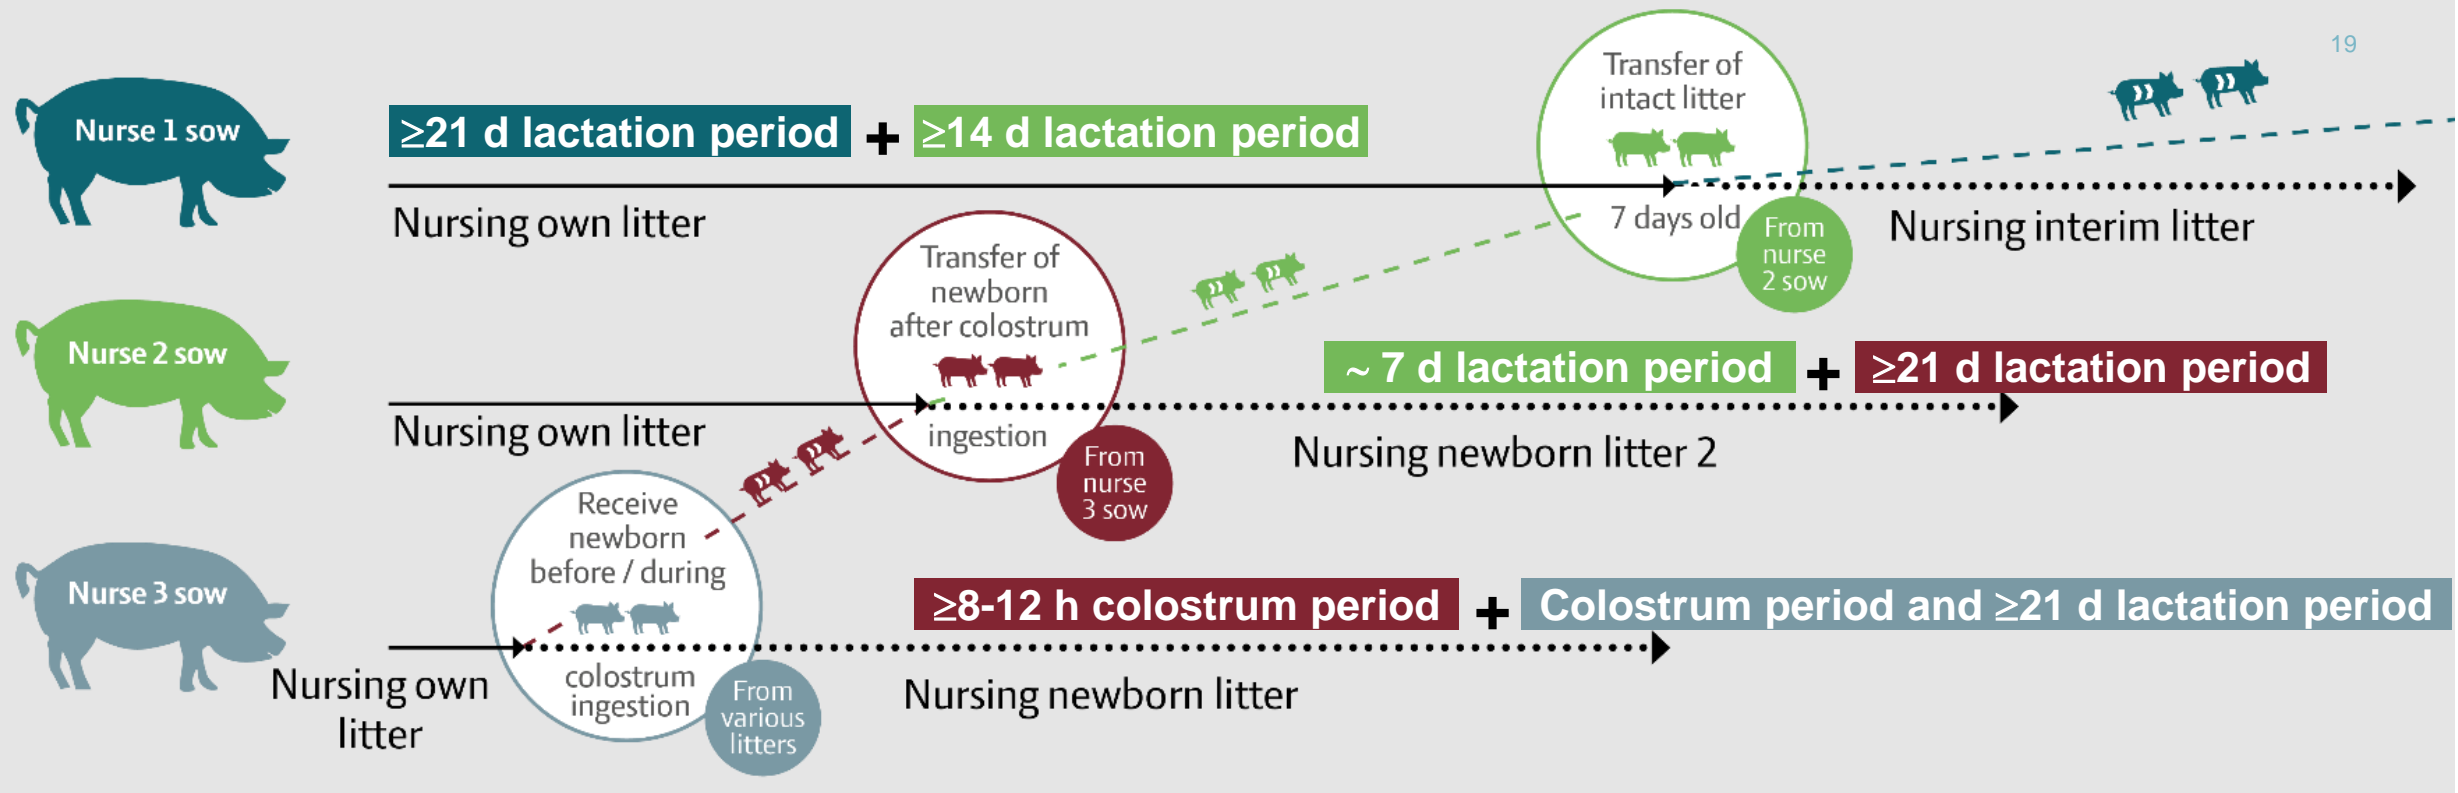 19
Nurse 1 sow
≥21 d lactation period + ≥14 d lactation period
Nursing own litter
Transfer of
intact litter
7 days old
From
nurse
2 sow
Nursing interim litter
Nurse 2 sow
Nursing own litter
Transfer of
newborn
after colostrum
ingestion
From
nurse
3 sow
~ 7 d lactation period + ≥21 d lactation period
Nursing newborn litter 2
Nurse 3 sow
Nursing own
litter
Receive
newborn
before / during
colostrum
ingestion
From
various
litters
≥8-12 h colostrum period + Colostrum period and ≥21 d lactation period
Nursing newborn litter